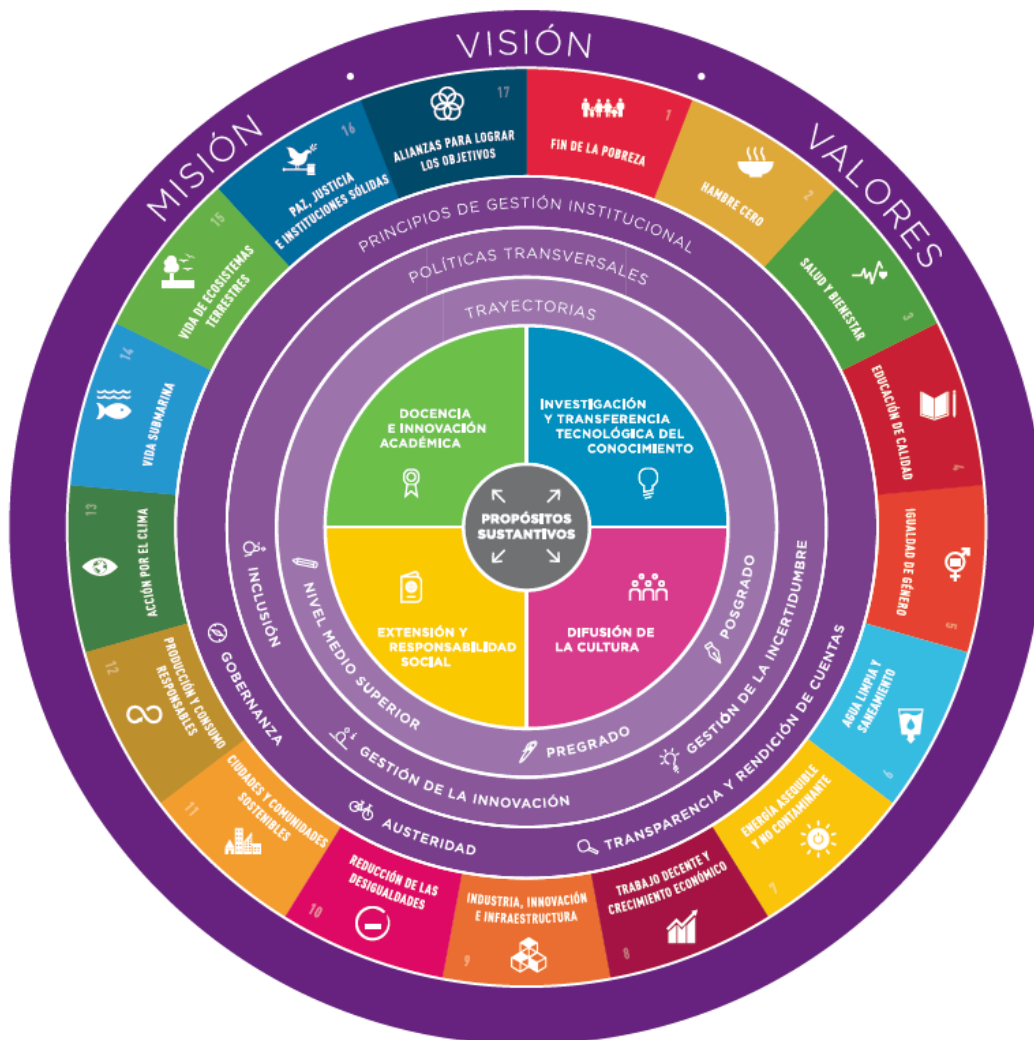 MISIÓN
VISIÓN
VALORES
1
FIN DE LA POBREZA
2
HAMBRE CERO
3
SALUD Y BIENESTAR
4
EDUCACIÓN DE CALIDAD
5
IGUALDAD DE GÉNERO
6
AGUA LIMPIA Y
SANEAMIENTO
7
ENERGÍA ASEQUIBLE
Y NO CONTAMINANTE
8
TRABAJO DECENTE Y
CRECIMIENTO ECONÓMICO
9
INDUSTRIA, INNOVACIÓN
E INFRAESTRUCTURA
10
REDUCCIÓN DE LAS
DESIGUALDADES
11
CIUDADES Y COMUNIDADES
SOSTENIBLES
12
PRODUCCIÓN Y CONSUMO
RESPONSABLES
13
ACCIÓN POR EL CLIMA
14
VIDA SUBMARINA
15
VIDA DE ECOSISTEMAS
TERRESTRES
16
PAZ, JUSTICIA
E INSTITUCIONES SÓLIDAS
17
ALIANZAS PARA LOGRAR
LOS OBJETIVOS
PRINCIPIOS DE GESTIÓN INSTITUCIONAL
GOBERNANZA
AUSTERIDAD
TRANSPARENCIA Y RENDICIÓN DE CUENTAS
POLÍTICAS TRANSVERSALES
INCLUSIÓN
GESTIÓN DE LA INNOVACIÓN
GESTIÓN DE LA INCERTIDUMBRE
TRAYECTORIAS
NIVEL MEDIO SUPERIOR
PREGRADO
POSGRADO
DOCENCIA
E INNOVACIÓN
ACADÉMICA
INVESTIGACIÓN
Y TRANSFERENCIA
TECNOLÓGICA DEL
CONOCIMIENTO
PROPÓSITOS
SUSTANTIVOS
EXTENSIÓN Y
RESPONSABILIDAD
SOCIAL
DIFUSIÓN DE
LA CULTURA